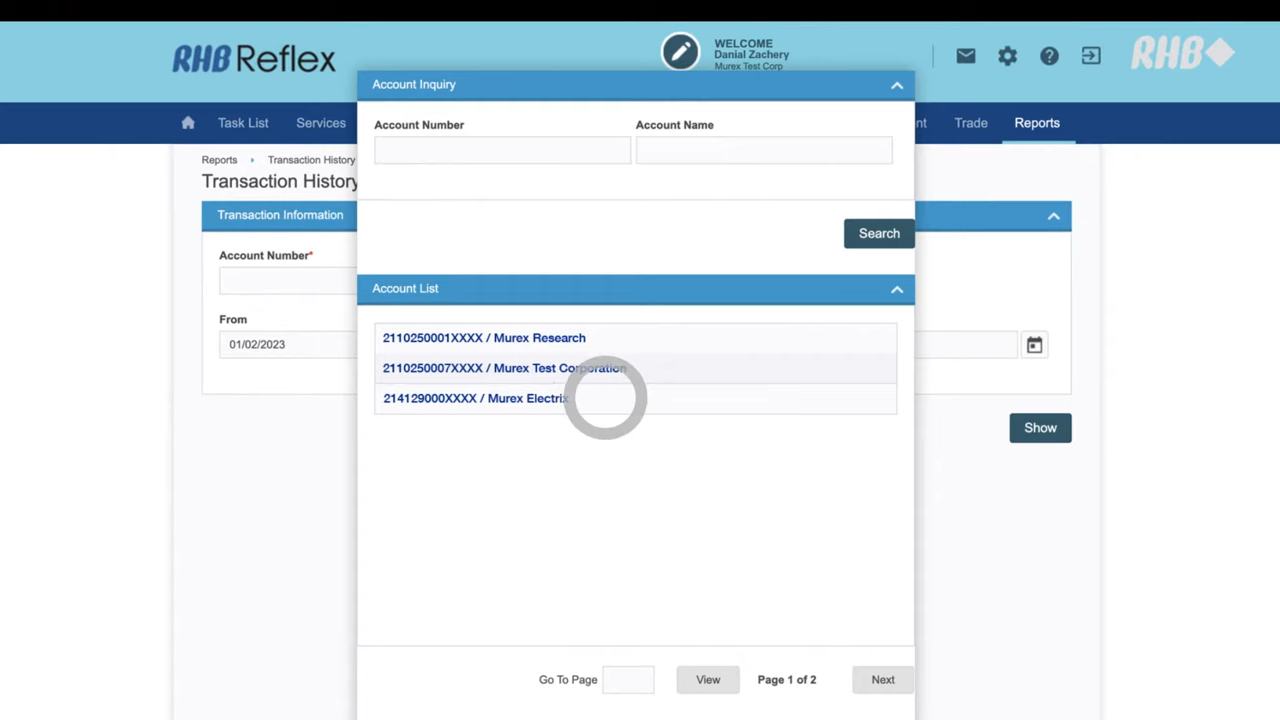 RHB Reflex
WELCOME
Danial Zachery
Murex Test Corp
RHB
Account Inquiry
Task List
Services
nt
Trade
Reports
Account Number
Account Name
Reports
Transaction History
Transaction History
Transaction Information
Search
Account Number*
Account List
From
01/02/2023
2110250001XXXX / Murex Research
2110250007XXXX / Murex Test Corporation
214129000XXXX / Murex Electrix
Show
Go To Page
View
Page 1 of 2
Next